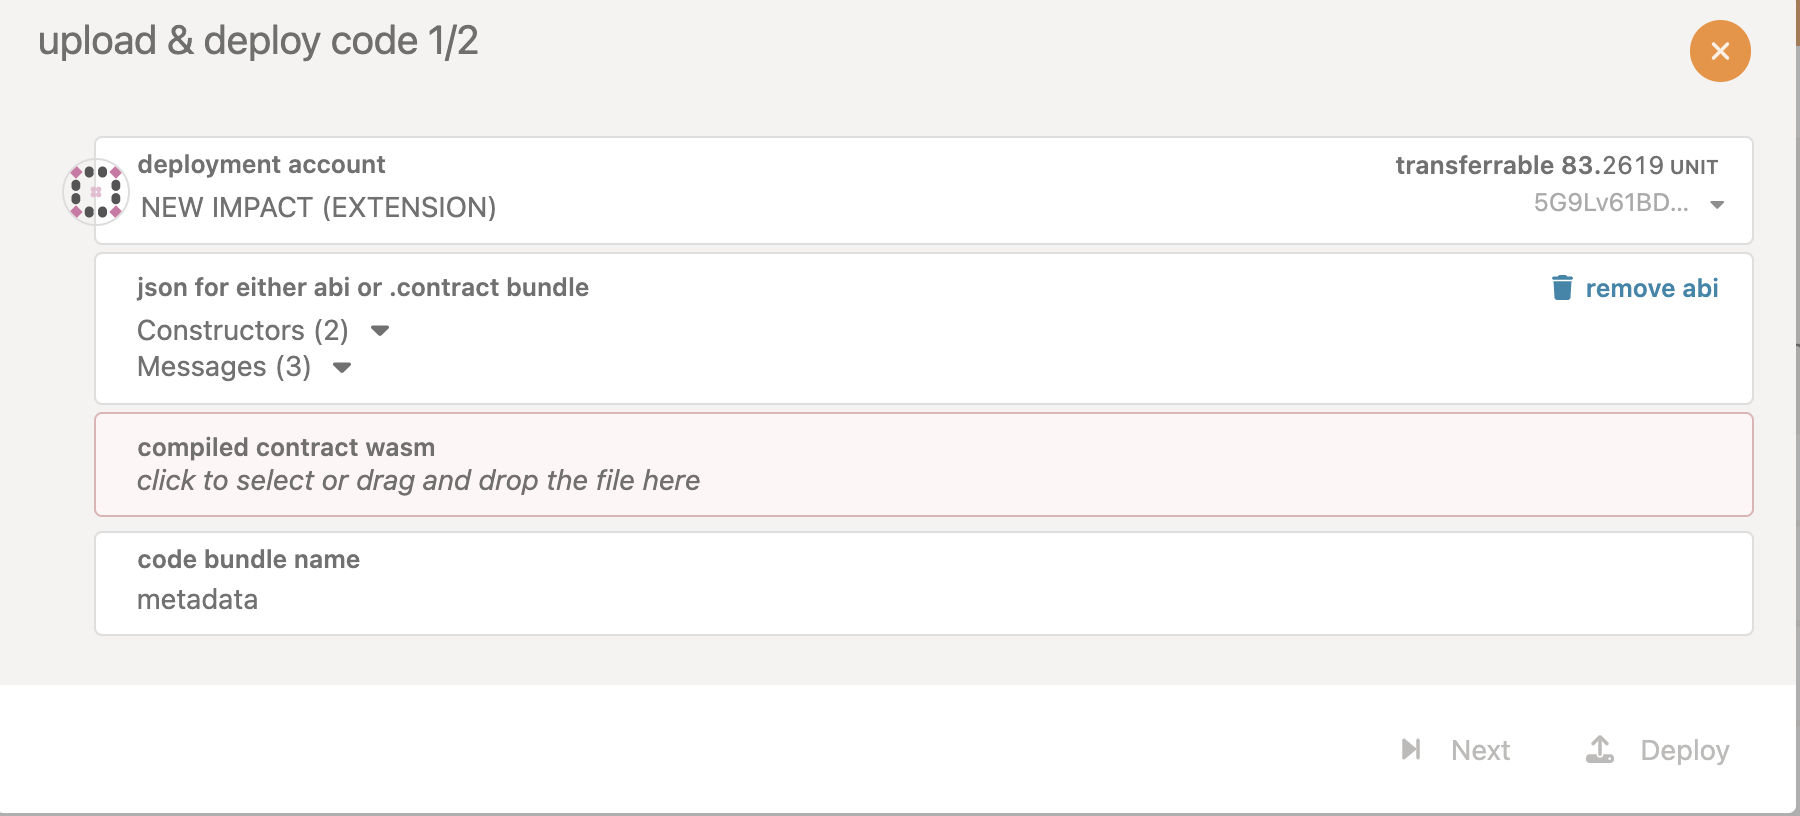 upload & deploy code 1/2
deployment account
transferrable 83.2619 UNIT
NEW IMPACT (EXTENSION)
5G9Lv61BD...
json for either abi or .contract bundle
remove abi
Constructors (2)
Messages (3)
compiled contract wasm
click to select or drag and drop the file here
code bundle name
metadata
Next
Deploy